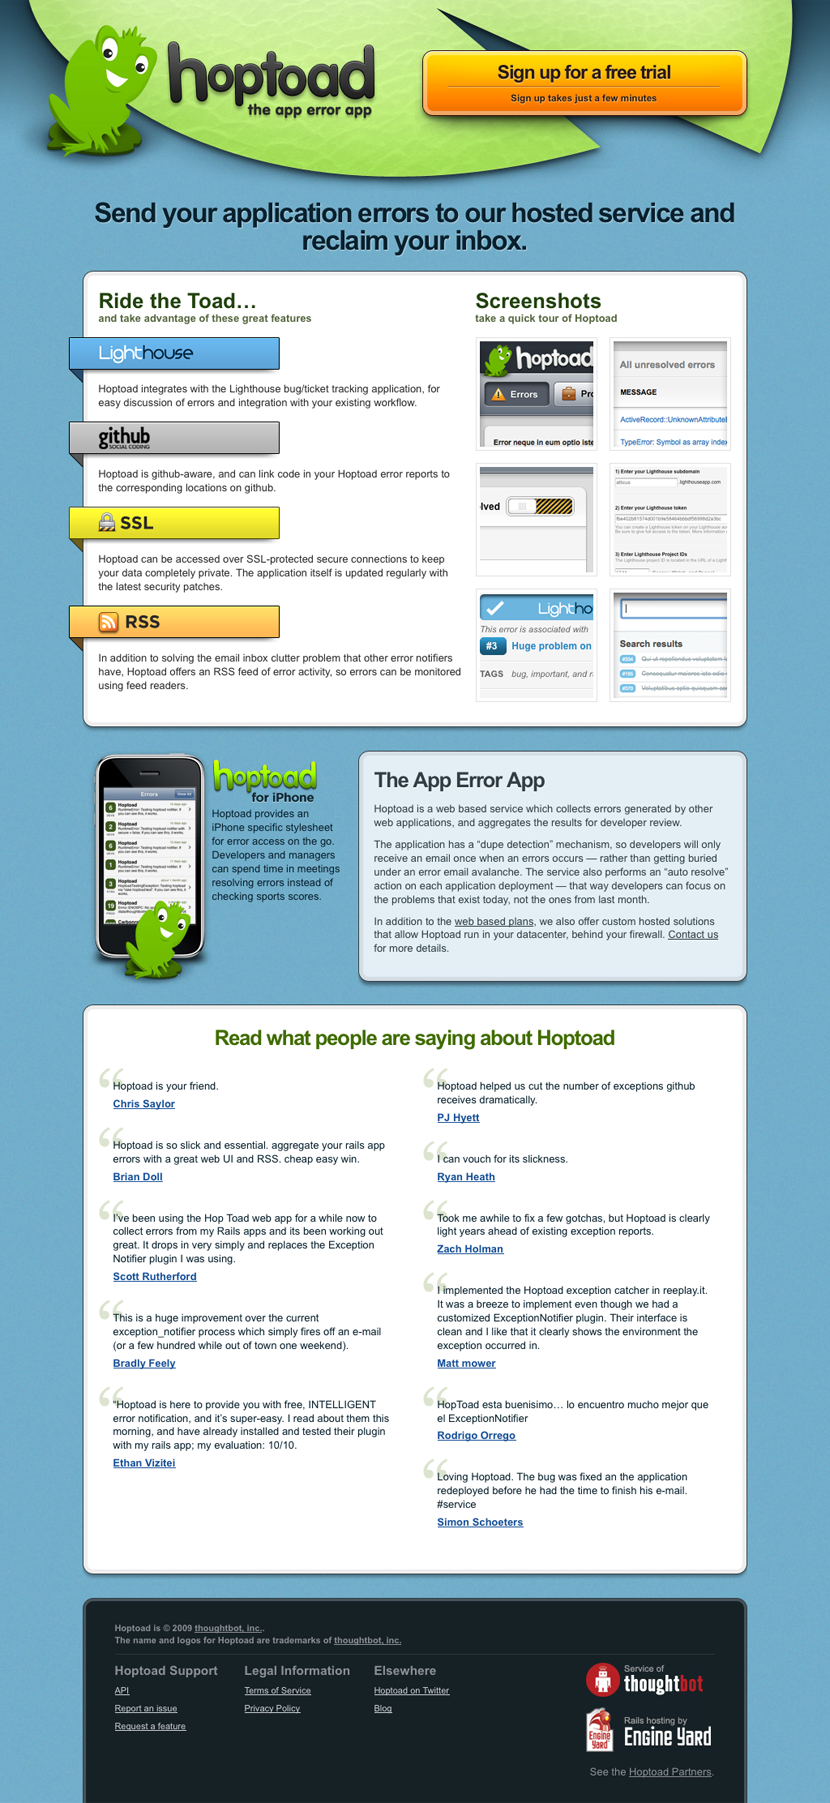 hoptoad
the app error app
Sign up for a free trial
Sign up takes just a few minutes
Send your application errors to our hosted service and
reclaim your inbox.
Ride the Toad…
and take advantage of these great features
Lighthouse
Hoptoad integrates with the Lighthouse bug/ticket tracking application, for
easy discussion of errors and integration with your existing workflow.
github
SOCIAL CODING
Hoptoad is github-aware, and can link code in your Hoptoad error reports to
the corresponding locations on github.
SSL
Hoptoad can be accessed over SSL-protected secure connections to keep
your data completely private. The application itself is updated regularly with
the latest security patches.
RSS
In addition to solving the email inbox clutter problem that other error notifiers
have, Hoptoad offers an RSS feed of error activity, so errors can be monitored
using feed readers.
Screenshots
take a quick tour of Hoptoad
hoptoad
Errors
Pro
Error neque in eum optio iste
All unresolved errors
MESSAGE
ActiveRecord::UnknownAttributeE
TypeError: Symbol as array index
lved
1) Enter your Lighthouse subdomain
.lighthouseapp.com
2) Enter your Lighthouse token
3) Enter Lighthouse Project IDs
Lightho
This error is associated with
#3 Huge problem on
TAGS bug, important, and r
Search results
Errors
Hoptoad
Hoptoad
Hoptoad
Hoptoad
Hoptoad
Hoptoad
hoptoad
for iPhone
Hoptoad provides an
iPhone specific stylesheet
for error access on the go.
Developers and managers
can spend time in meetings
resolving errors instead of
checking sports scores.
The App Error App
Hoptoad is a web based service which collects errors generated by other
web applications, and aggregates the results for developer review.
The application has a “dupe detection” mechanism, so developers will only
receive an email once when an errors occurs — rather than getting buried
under an error email avalanche. The service also performs an “auto resolve”
action on each application deployment — that way developers can focus on
the problems that exist today, not the ones from last month.
In addition to the web based plans, we also offer custom hosted solutions
that allow Hoptoad run in your datacenter, behind your firewall. Contact us
for more details.
Read what people are saying about Hoptoad
Hoptoad is your friend.
Chris Saylor
Hoptoad is so slick and essential. aggregate your rails app
errors with a great web UI and RSS. cheap easy win.
Brian Doll
I've been using the Hop Toad web app for a while now to
collect errors from my Rails apps and its been working out
great. It drops in very simply and replaces the Exception
Notifier plugin I was using.
Scott Rutherford
This is a huge improvement over the current
exception_notifier process which simply fires off an e-mail
(or a few hundred while out of town one weekend).
Bradly Feely
"Hoptoad is here to provide you with free, INTELLIGENT
error notification, and it's super-easy. I read about them this
morning, and have already installed and tested their plugin
with my rails app; my evaluation: 10/10.
Ethan Vizitei
Hoptoad helped us cut the number of exceptions github
receives dramatically.
PJ Hyett
I can vouch for its slickness.
Ryan Heath
Took me awhile to fix a few gotchas, but Hoptoad is clearly
light years ahead of existing exception reports.
Zach Holman
I implemented the Hoptoad exception catcher in reeplay.it.
It was a breeze to implement even though we had a
customized ExceptionNotifier plugin. Their interface is
clean and I like that it clearly shows the environment the
exception occurred in.
Matt mower
HopToad esta buenisimo… lo encuentro mucho mejor que
el ExceptionNotifier
Rodrigo Orrego
Loving Hoptoad. The bug was fixed an the application
redeployed before he had the time to finish his e-mail.
#service
Simon Schoeters
Hoptoad is © 2009 thoughtbot, inc..
The name and logos for Hoptoad are trademarks of thoughtbot, inc.
Hoptoad Support
API
Report an issue
Request a feature
Legal Information
Terms of Service
Privacy Policy
Elsewhere
Hoptoad on Twitter
Blog
Service of
thoughtbot
Engine Yard
Rails hosting by
Engine Yard
See the Hoptoad Partners.